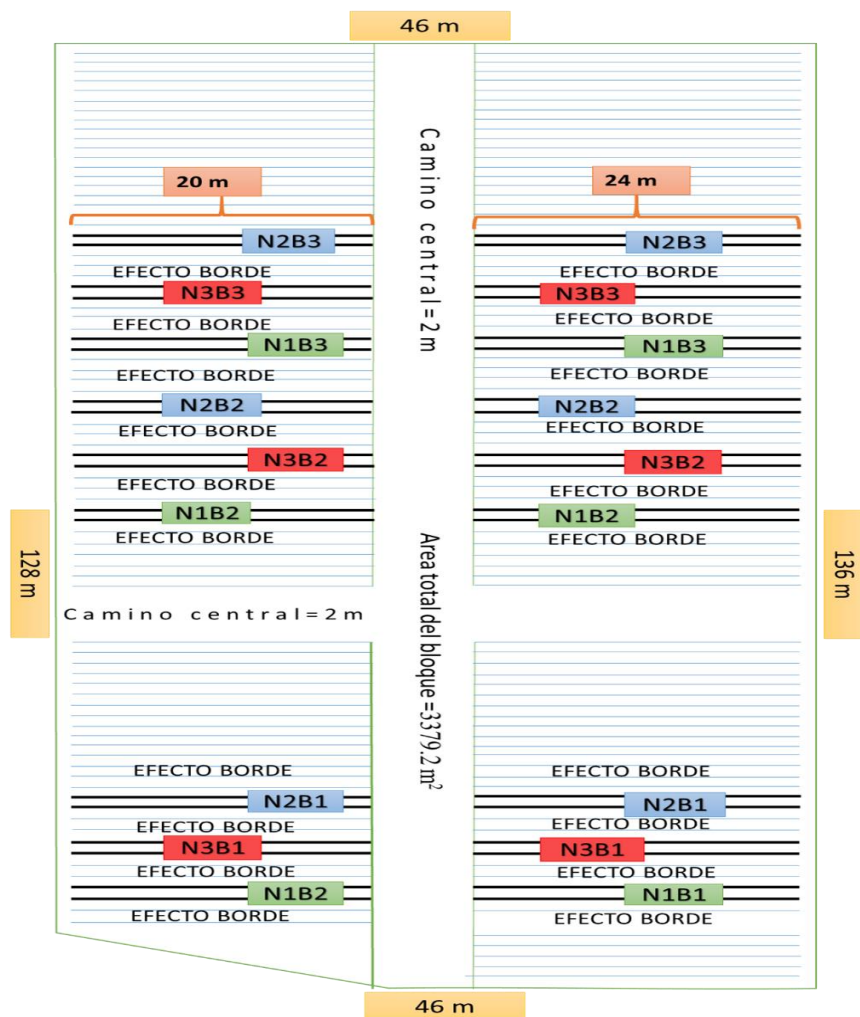 46 m
Camino central = 2 m
20 m
24 m
N2B3
N2B3
EFECTO BORDE
EFECTO BORDE
N3B3
N3B3
EFECTO BORDE
EFECTO BORDE
N1B3
N1B3
EFECTO BORDE
EFECTO BORDE
N2B2
N2B2
EFECTO BORDE
EFECTO BORDE
N3B2
N3B2
EFECTO BORDE
EFECTO BORDE
N1B2
N1B2
EFECTO BORDE
EFECTO BORDE
128 m
136 m
Camino central=2m
Area total del bloque =3379.2 m²
EFECTO BORDE
EFECTO BORDE
N2B1
N2B1
EFECTO BORDE
EFECTO BORDE
N3B1
N3B1
EFECTO BORDE
EFECTO BORDE
N1B2
N1B1
EFECTO BORDE
EFECTO BORDE
46 m